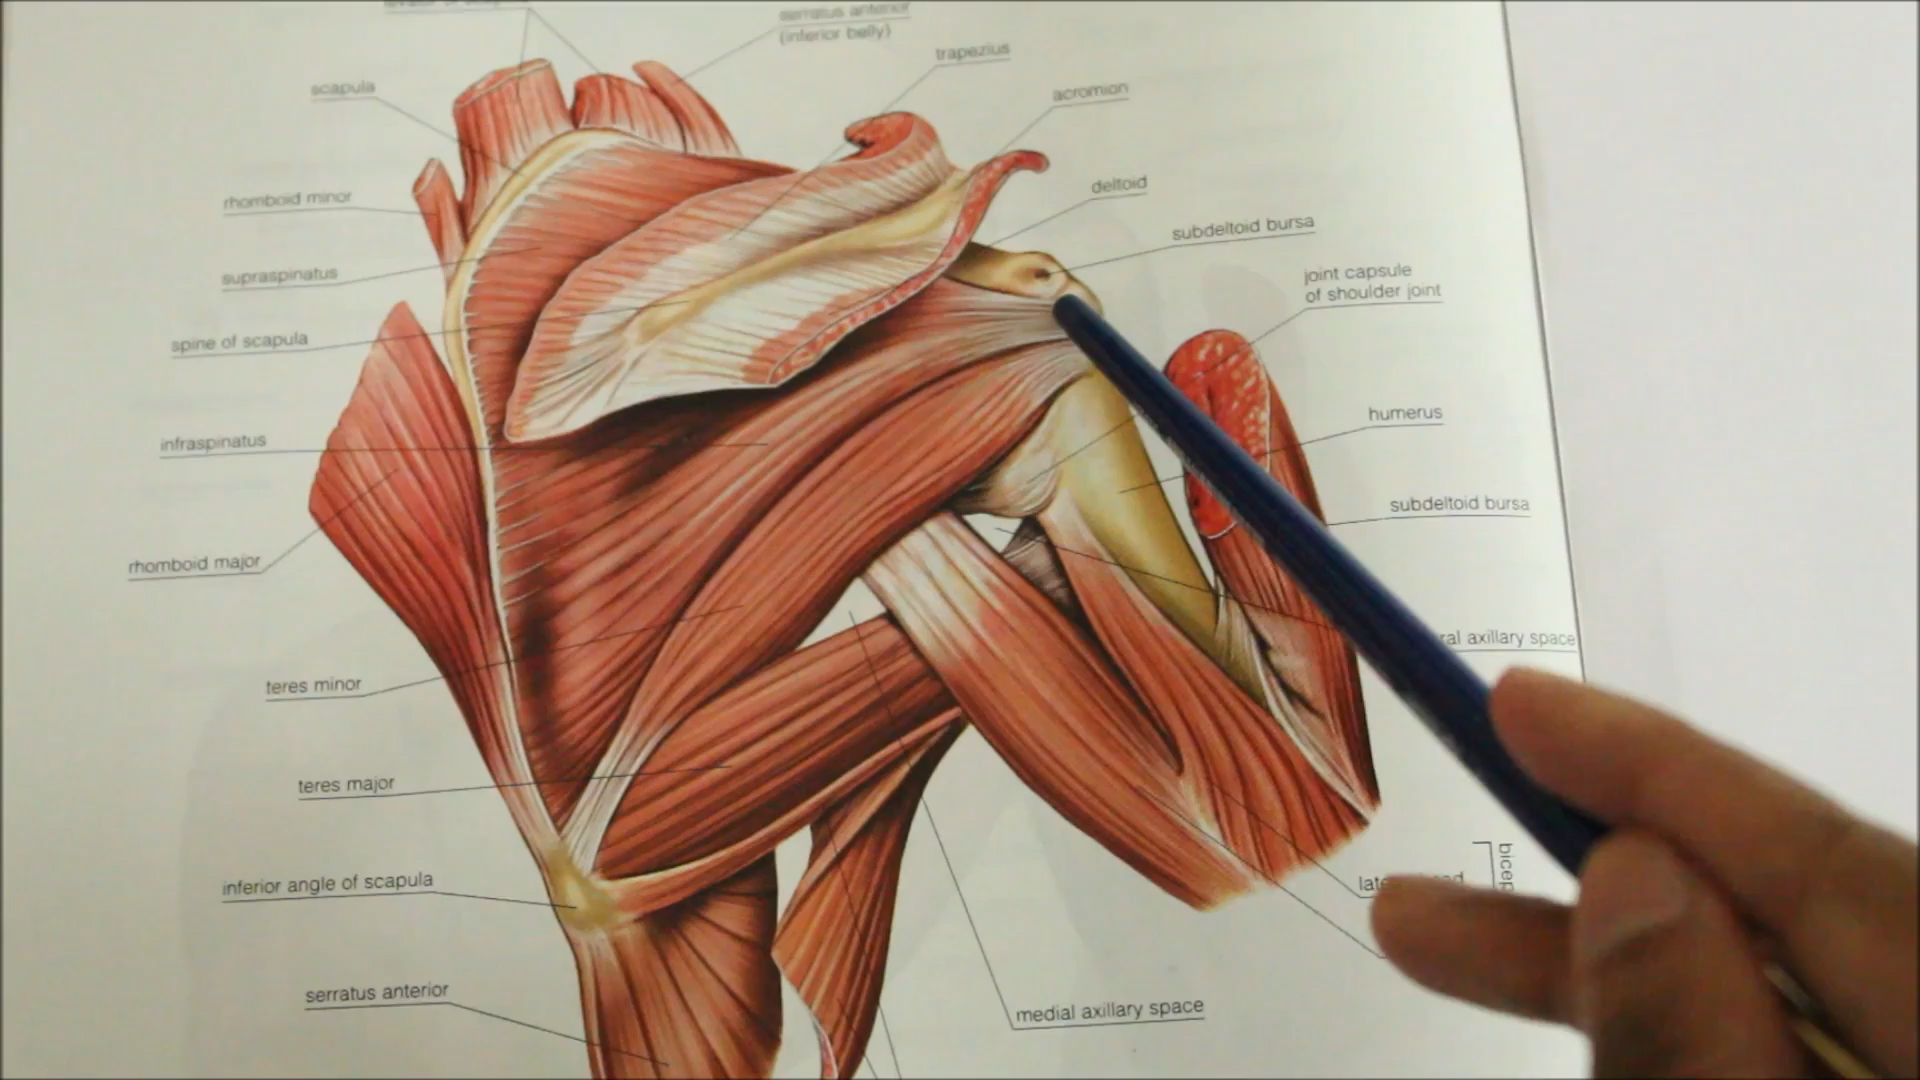 serratus anterior
(inferior belly)
trapezius
scapula
acromion
deltoid
rhomboid minor
subdeltoid bursa
supraspinatus
joint capsule
of shoulder joint
spine of scapula
humerus
infraspinatus
subdeltoid bursa
rhomboid major
axillary space
teres minor
teres major
inferior angle of scapula
serratus anterior
medial axillary space